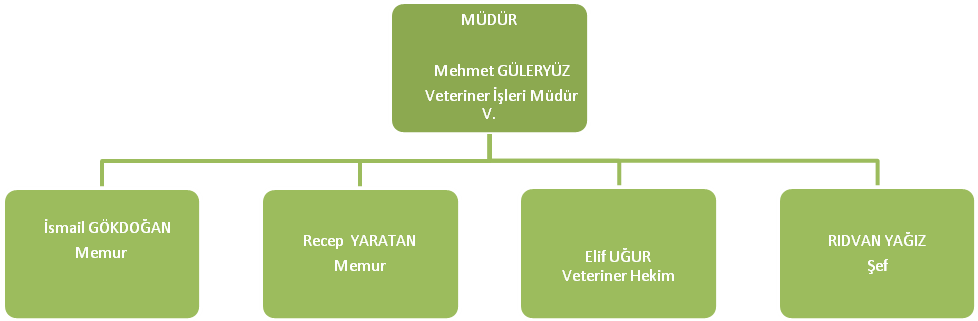 MÜDÜR
Mehmet GÜLERYÜZ
Veteriner İşleri Müdür
V.
İsmail GÖKDOĞAN
Memur
Recep YARATAN
Memur
Elif UĞUR
Veteriner Hekim
RIDVAN YAĞIZ
Şef